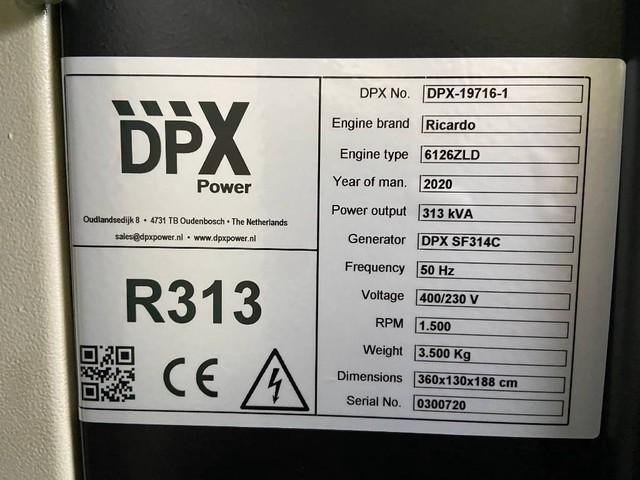 DPX
Power
Oudlandsedijk 8 • 4731 TB Oudenbosch • The Netherlands
sales@dpxpower.nl • www.dpxpower.nl
R313
CE
DPX No. DPX-19716-1
Engine brand Ricardo
Engine type 6126ZLD
Year of man. 2020
Power output 313 kVA
Generator DPX SF314C
Frequency 50 Hz
Voltage 400/230 V
RPM 1.500
Weight 3.500 Kg
Dimensions 360x130x188 cm
Serial No. 0300720